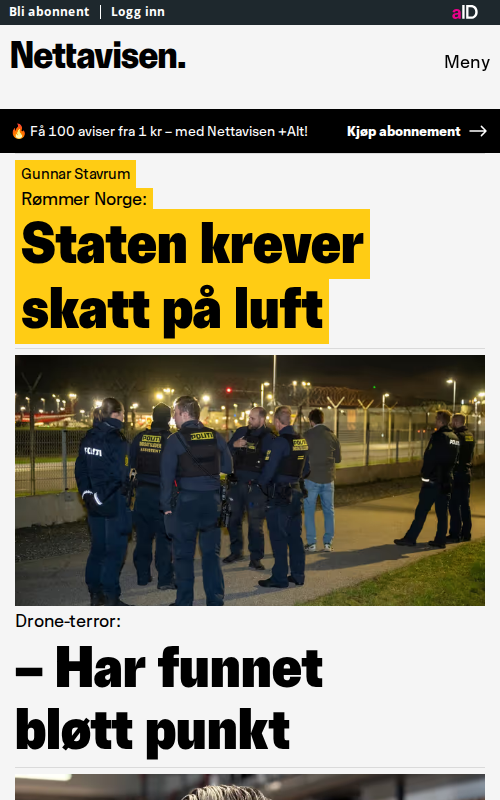 Bli abonnent | Logg inn
aID
Nettavisen.
Meny
🔥 Få 100 aviser fra 1 kr – med Nettavisen +Alt!
Kjøp abonnement →
Gunnar Stavrum
Rømmer Norge:
Staten krever
skatt på luft
POLITI
POLITI
POLITI
Drone-terror:
– Har funnet
bløtt punkt